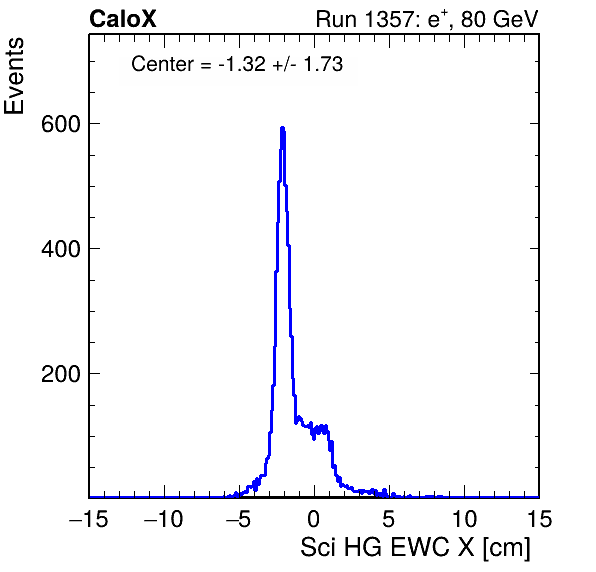 CaloX Run 1357: e⁺, 80 GeV
Center = -1.32 +/- 1.73
Events
600
400
200
−15 −10 −5 0 5 10 15
Sci HG EWC X [cm]